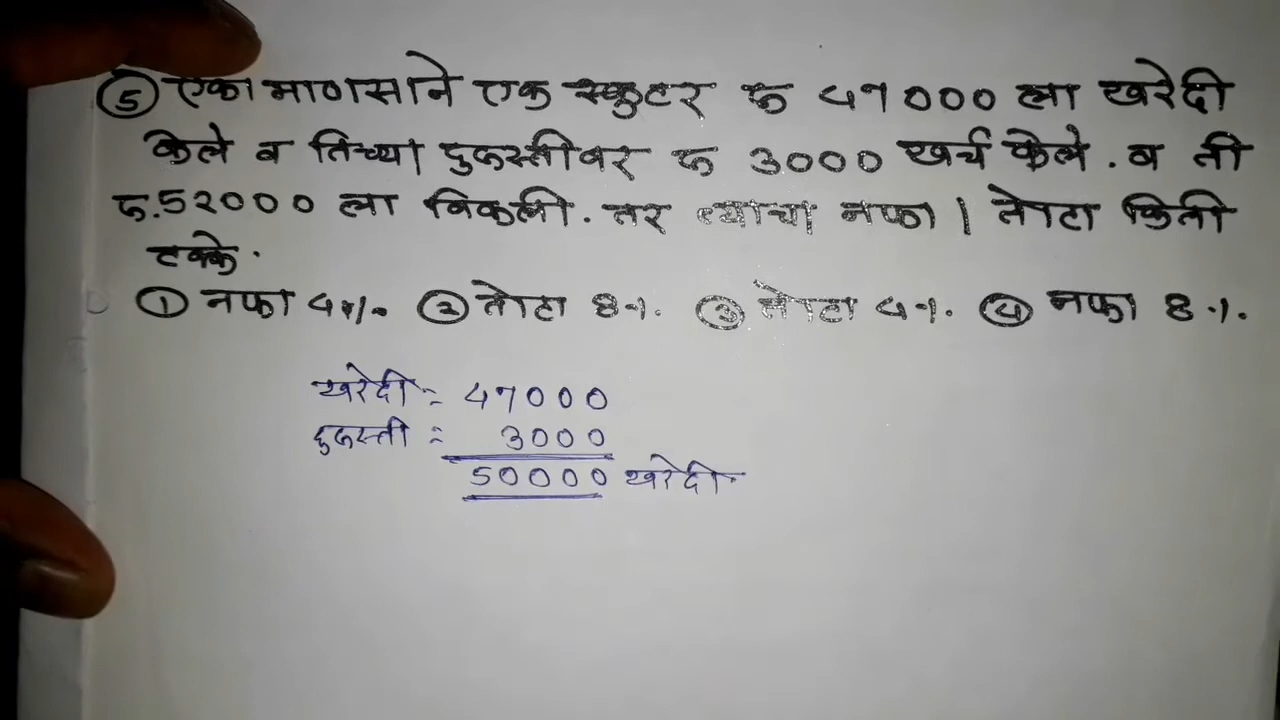 ⑤ एका माणसाने एक स्कुटर रु 47000 ला खरेदी
केले व तिच्या दुरुस्तीवर रु 3000 खर्च केले. व ती
रु.52000 ला विकली. तर त्याचा नफा / तोटा किती
टक्के.
① नफा 4% ② तोटा 8% ③ तोटा 4% ④ नफा 8%.
खरेदी = 47000
दुरुस्ती = 3000
50000 खरेदी